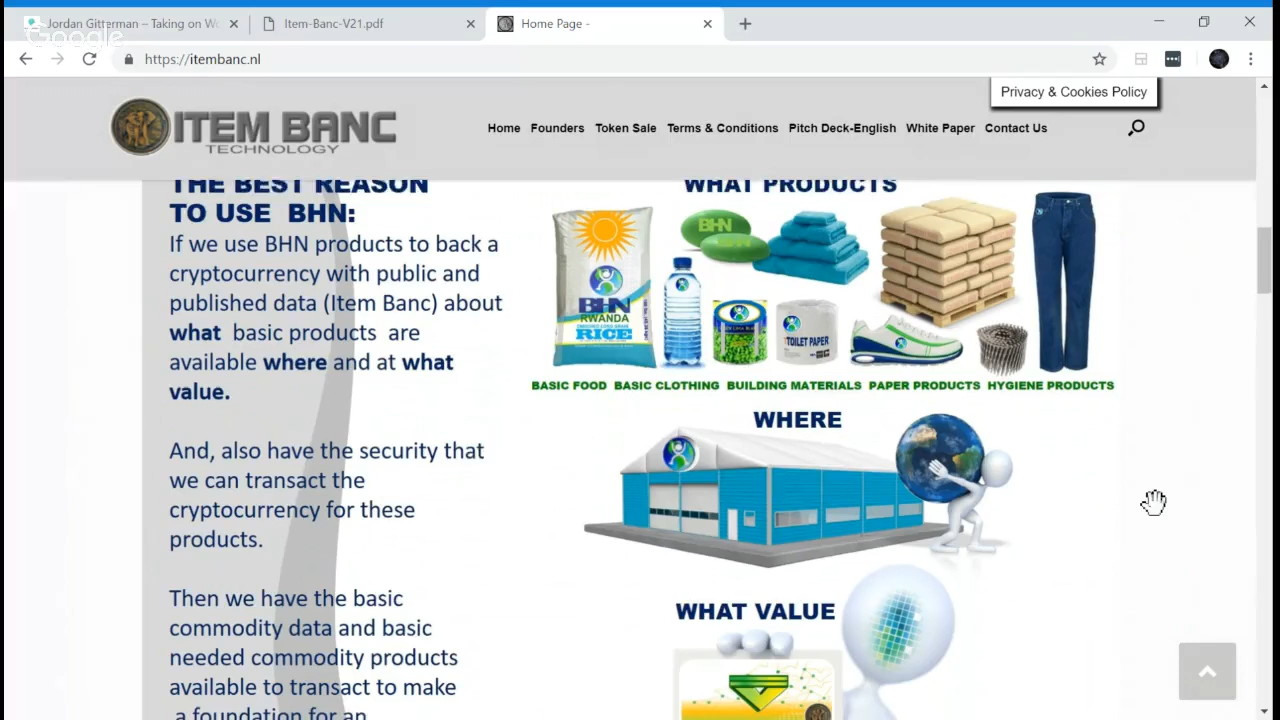 Jordan Gitterman – Taking on Wo
Item-Banc-V21.pdf
Home Page -
Google
https://itembanc.nl
Privacy & Cookies Policy
ITEM BANC
TECHNOLOGY
Home Founders Token Sale Terms & Conditions Pitch Deck-English White Paper Contact Us
THE BEST REASON
TO USE BHN:
If we use BHN products to back a
cryptocurrency with public and
published data (Item Banc) about
what basic products are
available where and at what
value.
And, also have the security that
we can transact the
cryptocurrency for these
products.
Then we have the basic
commodity data and basic
needed commodity products
available to transact to make
a foundation for an
WHAT PRODUCTS
BHN
BHN
RWANDA
RICE
TOILET PAPER
BASIC FOOD BASIC CLOTHING BUILDING MATERIALS PAPER PRODUCTS HYGIENE PRODUCTS
WHERE
WHAT VALUE